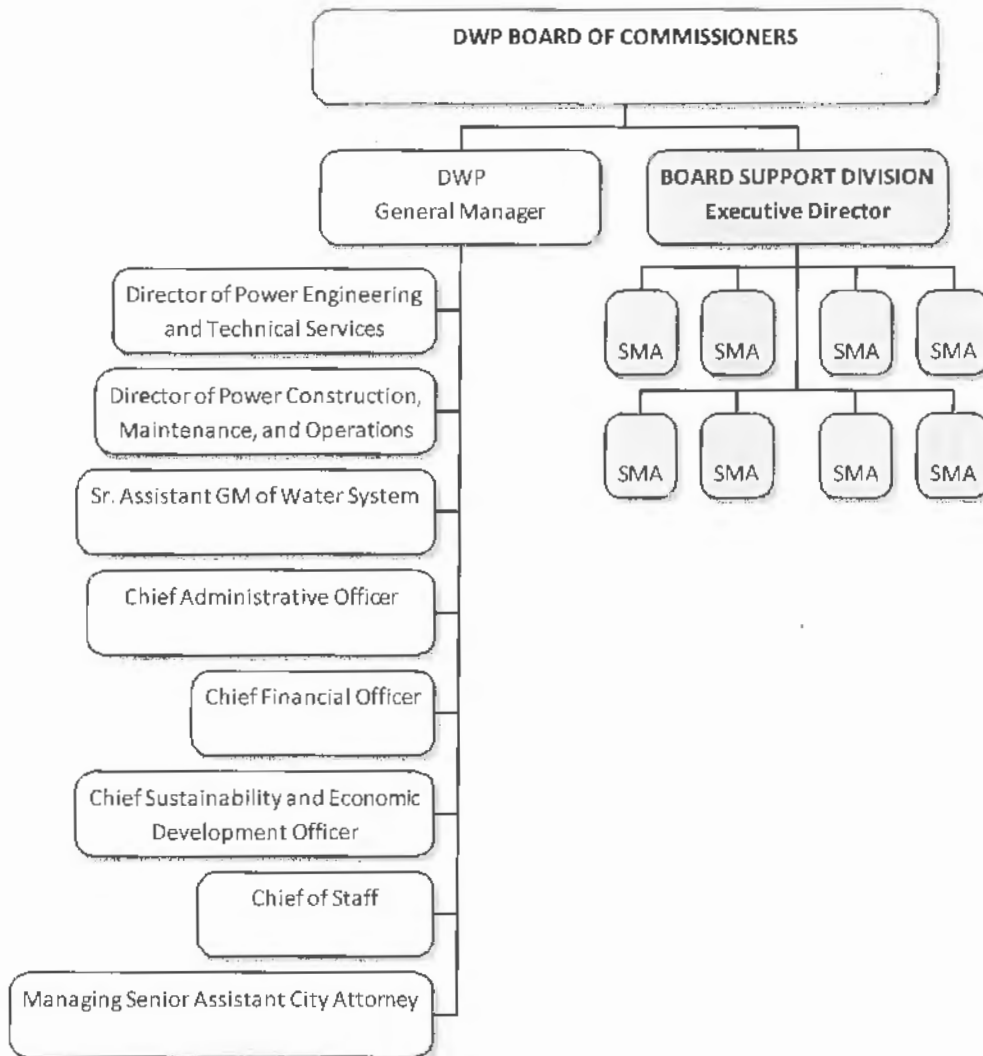 DWP BOARD OF COMMISSIONERS
DWP
General Manager
BOARD SUPPORT DIVISION
Executive Director
Director of Power Engineering
and Technical Services
Director of Power Construction,
Maintenance, and Operations
Sr. Assistant GM of Water System
Chief Administrative Officer
Chief Financial Officer
Chief Sustainability and Economic
Development Officer
Chief of Staff
Managing Senior Assistant City Attorney
SMA
SMA
SMA
SMA
SMA
SMA
SMA
SMA